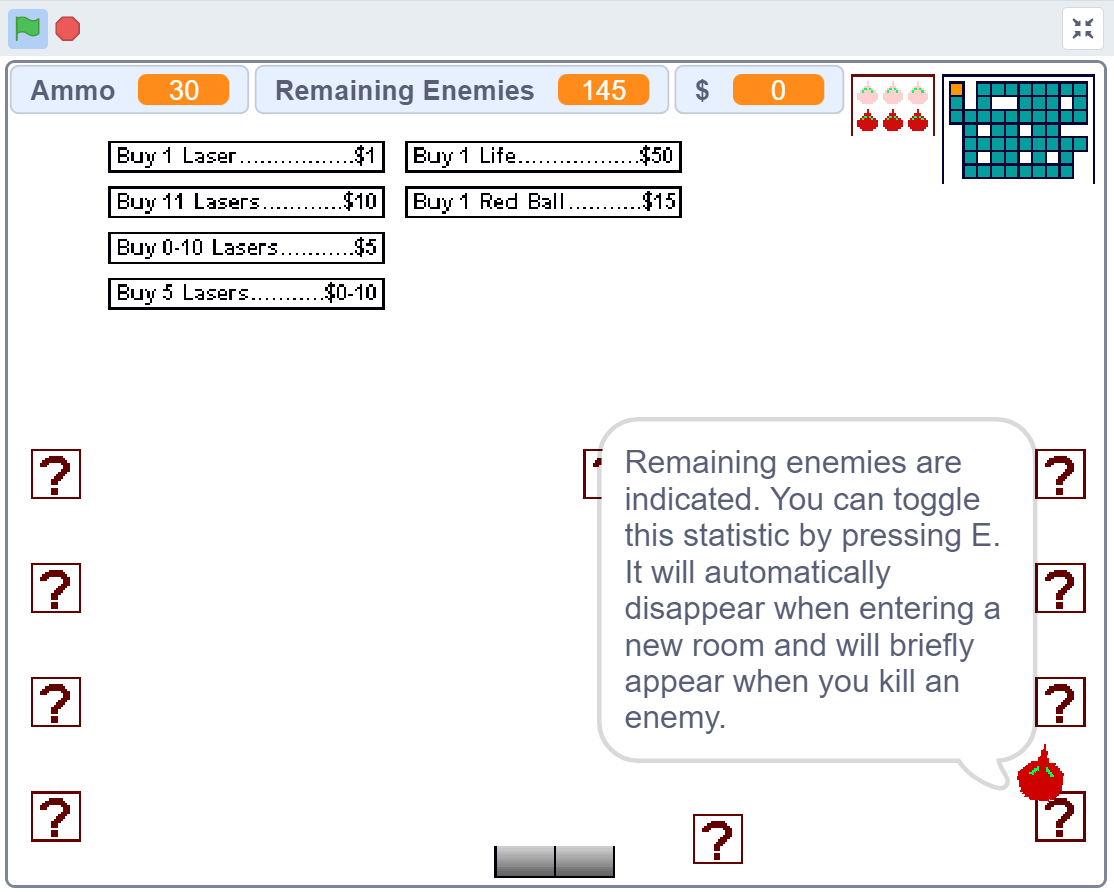 Ammo 30 Remaining Enemies 145 $ 0
Buy 1 Laser................$1 Buy 1 Life.................$50
Buy 11 Lasers............$10 Buy 1 Red Ball...........$15
Buy 0-10 Lasers...........$5
Buy 5 Lasers...........$0-10
? ? ?
Remaining enemies are
indicated. You can toggle
this statistic by pressing E.
It will automatically
disappear when entering a
new room and will briefly
appear when you kill an
enemy.
? ?
? ?
? ?
?